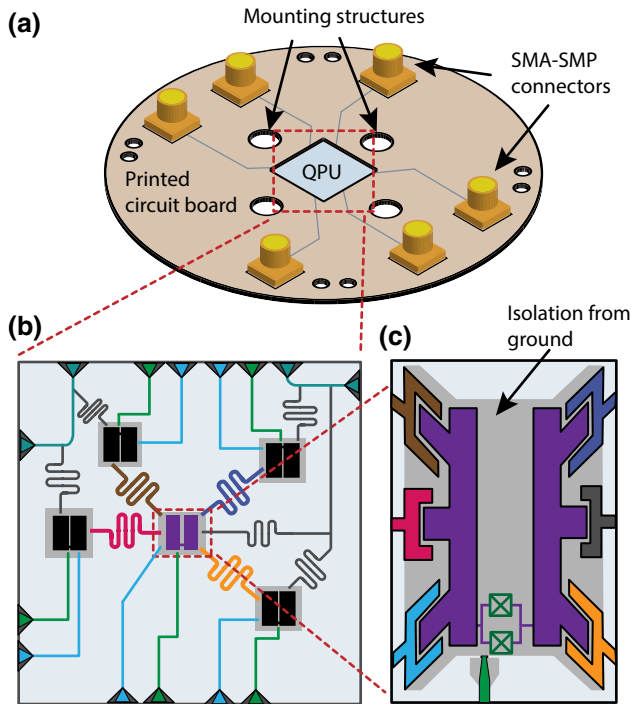 (a)
Mounting structures
SMA-SMP
connectors
QPU
Printed
circuit board
(b)
(c)
Isolation from
ground